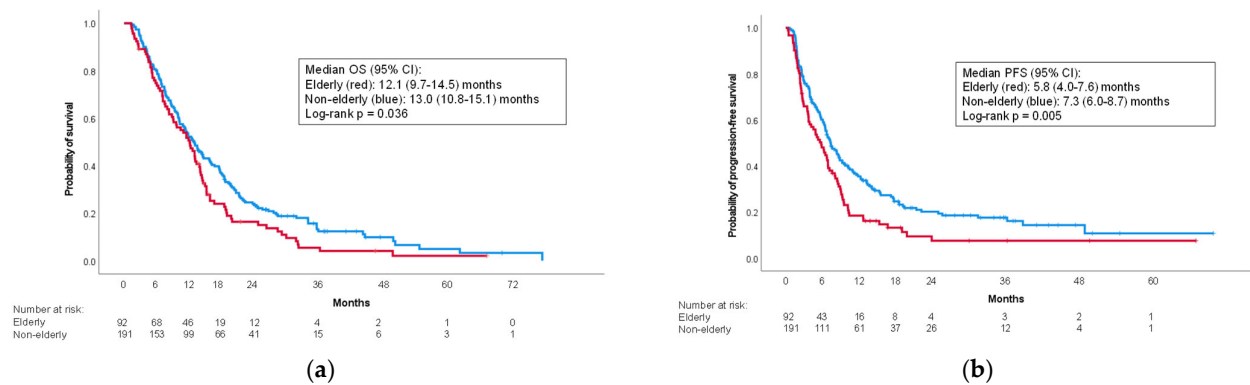 1.0
0.8
0.6
0.4
0.2
0.0
Probability of survival
Median OS (95% CI):
Elderly (red): 12.1 (9.7-14.5) months
Non-elderly (blue): 13.0 (10.8-15.1) months
Log-rank p = 0.036
0 6 12 18 24 36 48 60 72
Months
Number at risk:
Elderly 92 68 46 19 12 4 2 1 0
Non-elderly 191 153 99 66 41 15 6 3 1
(a)
1.0
0.8
0.6
0.4
0.2
0.0
Probability of progression-free survival
Median PFS (95% CI):
Elderly (red): 5.8 (4.0-7.6) months
Non-elderly (blue): 7.3 (6.0-8.7) months
Log-rank p = 0.005
0 6 12 18 24 36 48 60
Months
Number at risk:
Elderly 92 43 16 8 4 3 2 1
Non-elderly 191 111 61 37 26 12 4 1
(b)